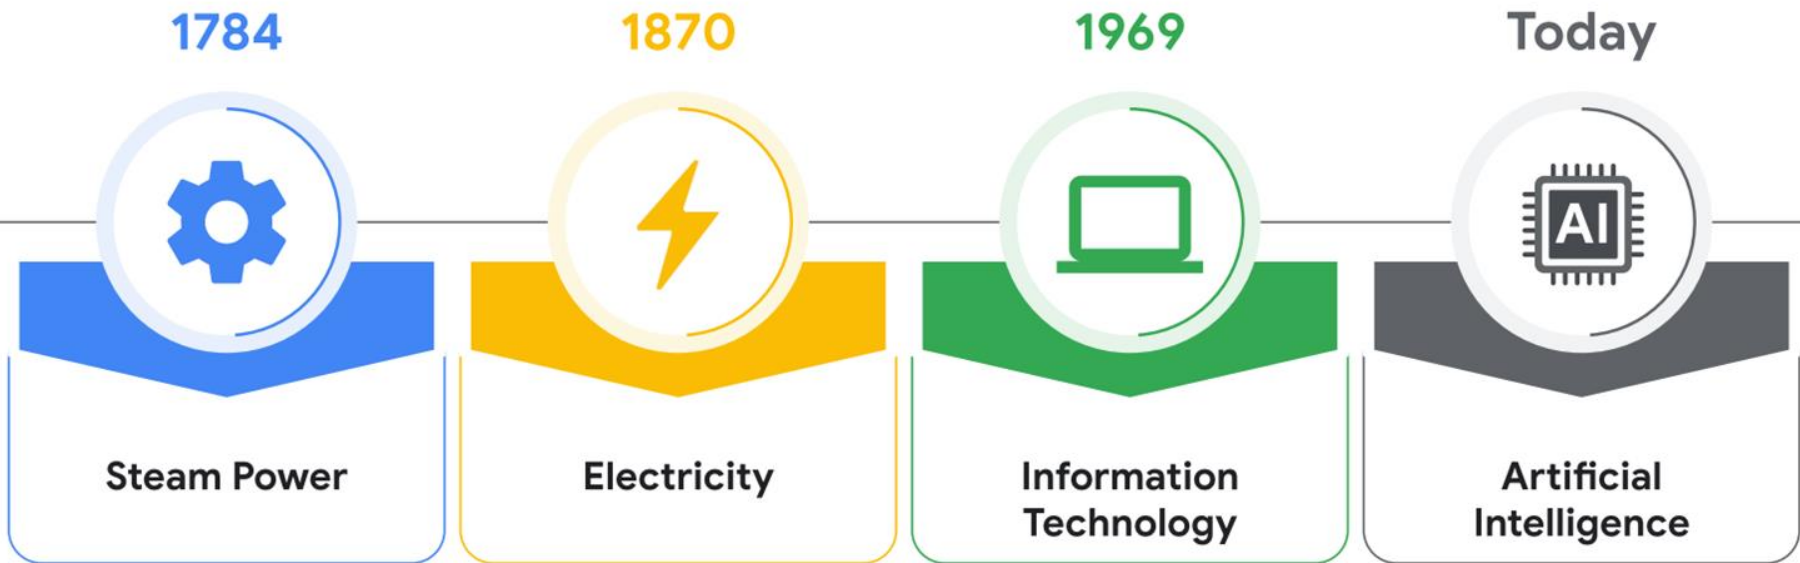 1784
1870
1969
Today
AI
Steam Power
Electricity
Information
Technology
Artificial
Intelligence